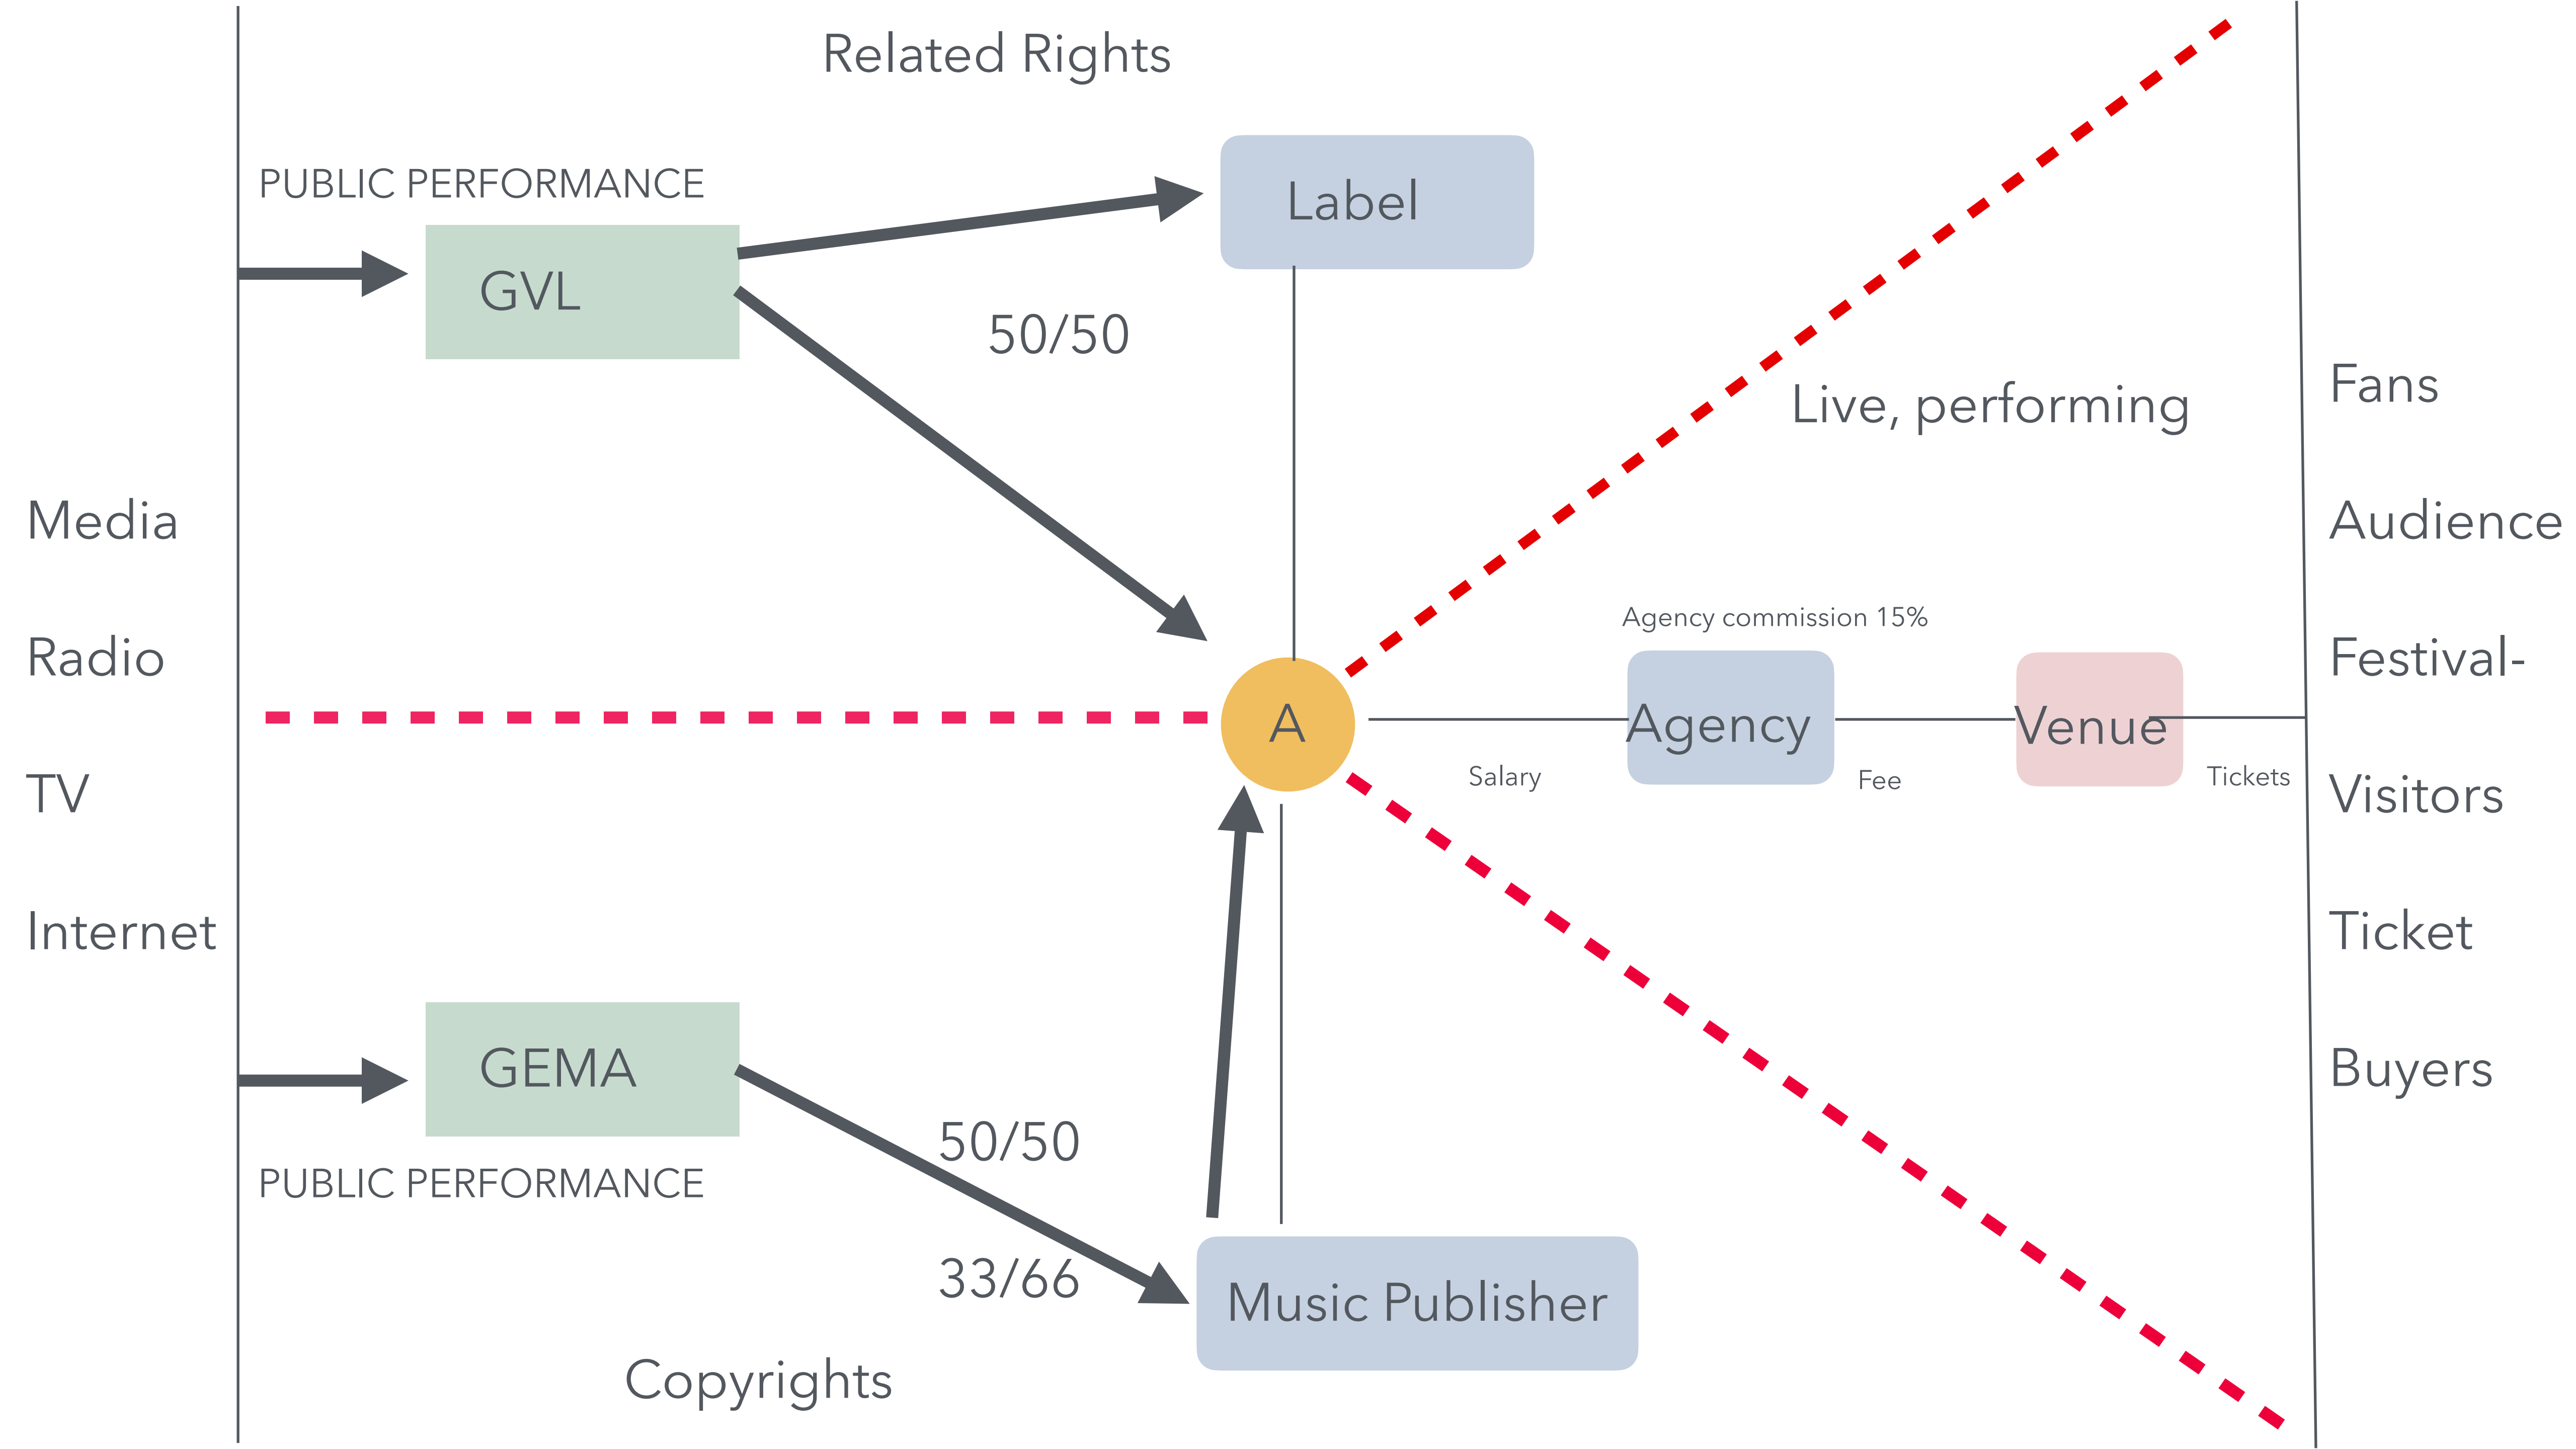 Related Rights
PUBLIC PERFORMANCE
Label
GVL
50/50
Media
Radio
TV
Internet
Live, performing
Fans
Audience
Festival-
Visitors
Ticket
Buyers
Agency commission 15%
A
Agency
Venue
Salary
Fee
Tickets
GEMA
50/50
PUBLIC PERFORMANCE
33/66
Music Publisher
Copyrights